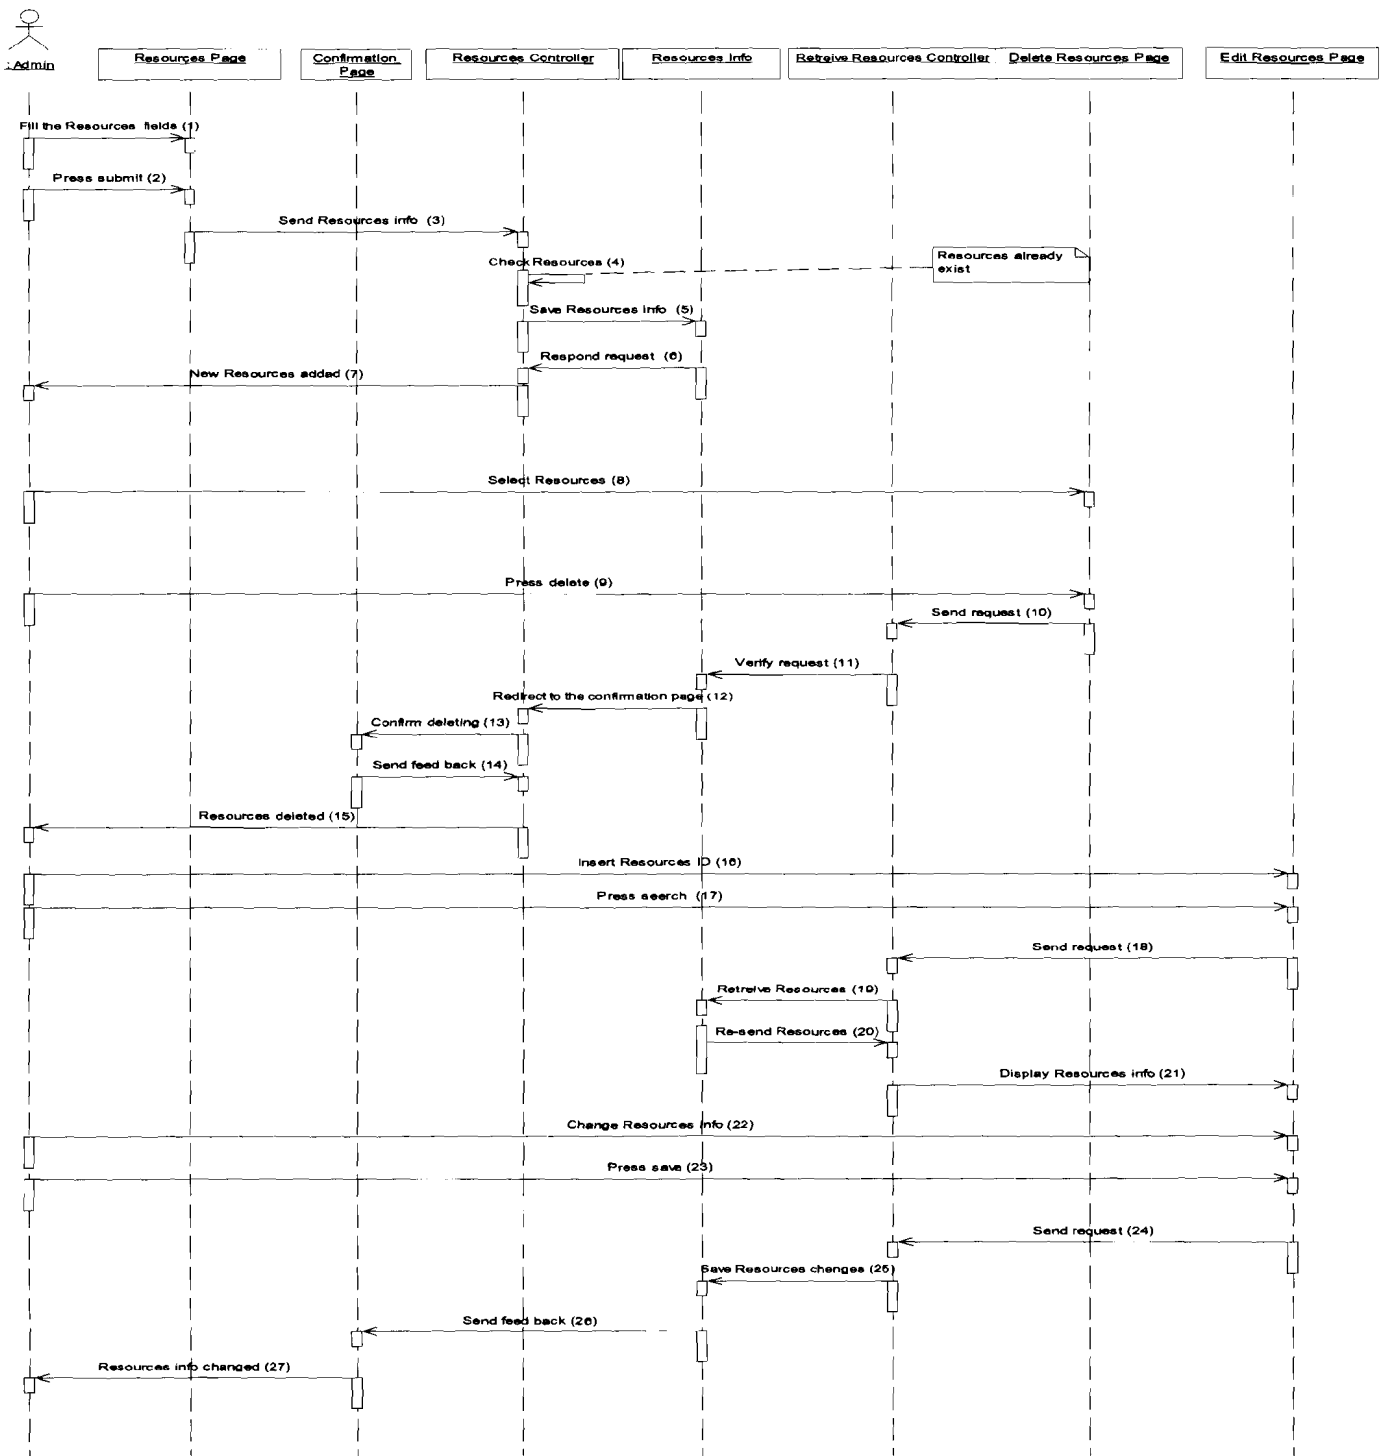 : Admin
Resources Page
Confirmation
Page
Resources Controller
Resources Info
Retreive Resources Controller
Delete Resources Page
Edit Resources Page
Fill the Resources fields (1)
Press submit (2)
Send Resources info (3)
Check Resources (4)
Resources already
exist
Save Resources Info (5)
Respond request (6)
New Resources added (7)
Select Resources (8)
Press delete (9)
Send request (10)
Verify request (11)
Redirect to the confirmation page (12)
Confirm deleting (13)
Send feed back (14)
Resources deleted (15)
Insert Resources ID (16)
Press search (17)
Send request (18)
Retreive Resources (19)
Re-send Resources (20)
Display Resources info (21)
Change Resources Info (22)
Press save (23)
Send request (24)
Save Resources changes (25)
Send feed back (26)
Resources info changed (27)